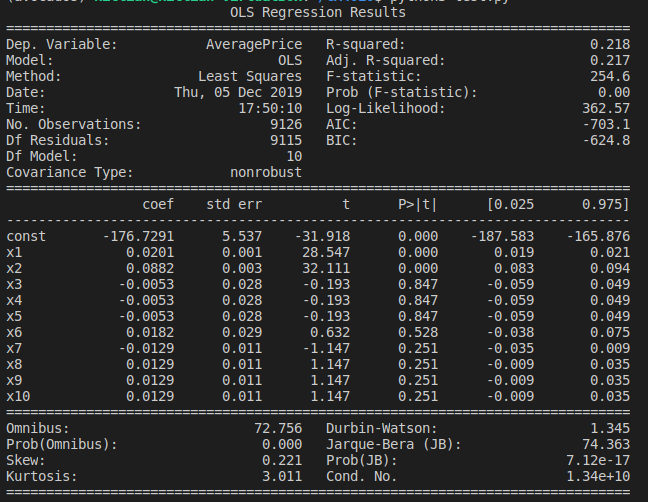 OLS Regression Results
==============================================================================
Dep. Variable: AveragePrice R-squared: 0.218
Model: OLS Adj. R-squared: 0.217
Method: Least Squares F-statistic: 254.6
Date: Thu, 05 Dec 2019 Prob (F-statistic): 0.00
Time: 17:50:10 Log-Likelihood: 362.57
No. Observations: 9126 AIC: -703.1
Df Residuals: 9115 BIC: -624.8
Df Model: 10
Covariance Type: nonrobust
==============================================================================
coef std err t P>|t| [0.025 0.975]
------------------------------------------------------------------------------
const -176.7291 5.537 -31.918 0.000 -187.583 -165.876
x1 0.0201 0.001 28.547 0.000 0.019 0.021
x2 0.0882 0.003 32.111 0.000 0.083 0.094
x3 -0.0053 0.028 -0.193 0.847 -0.059 0.049
x4 -0.0053 0.028 -0.193 0.847 -0.059 0.049
x5 -0.0053 0.028 -0.193 0.847 -0.059 0.049
x6 0.0182 0.029 0.632 0.528 -0.038 0.075
x7 -0.0129 0.011 -1.147 0.251 -0.035 0.009
x8 0.0129 0.011 1.147 0.251 -0.009 0.035
x9 0.0129 0.011 1.147 0.251 -0.009 0.035
x10 0.0129 0.011 1.147 0.251 -0.009 0.035
==============================================================================
Omnibus: 72.756 Durbin-Watson: 1.345
Prob(Omnibus): 0.000 Jarque-Bera (JB): 74.363
Skew: 0.221 Prob(JB): 7.12e-17
Kurtosis: 3.011 Cond. No. 1.34e+10
==============================================================================